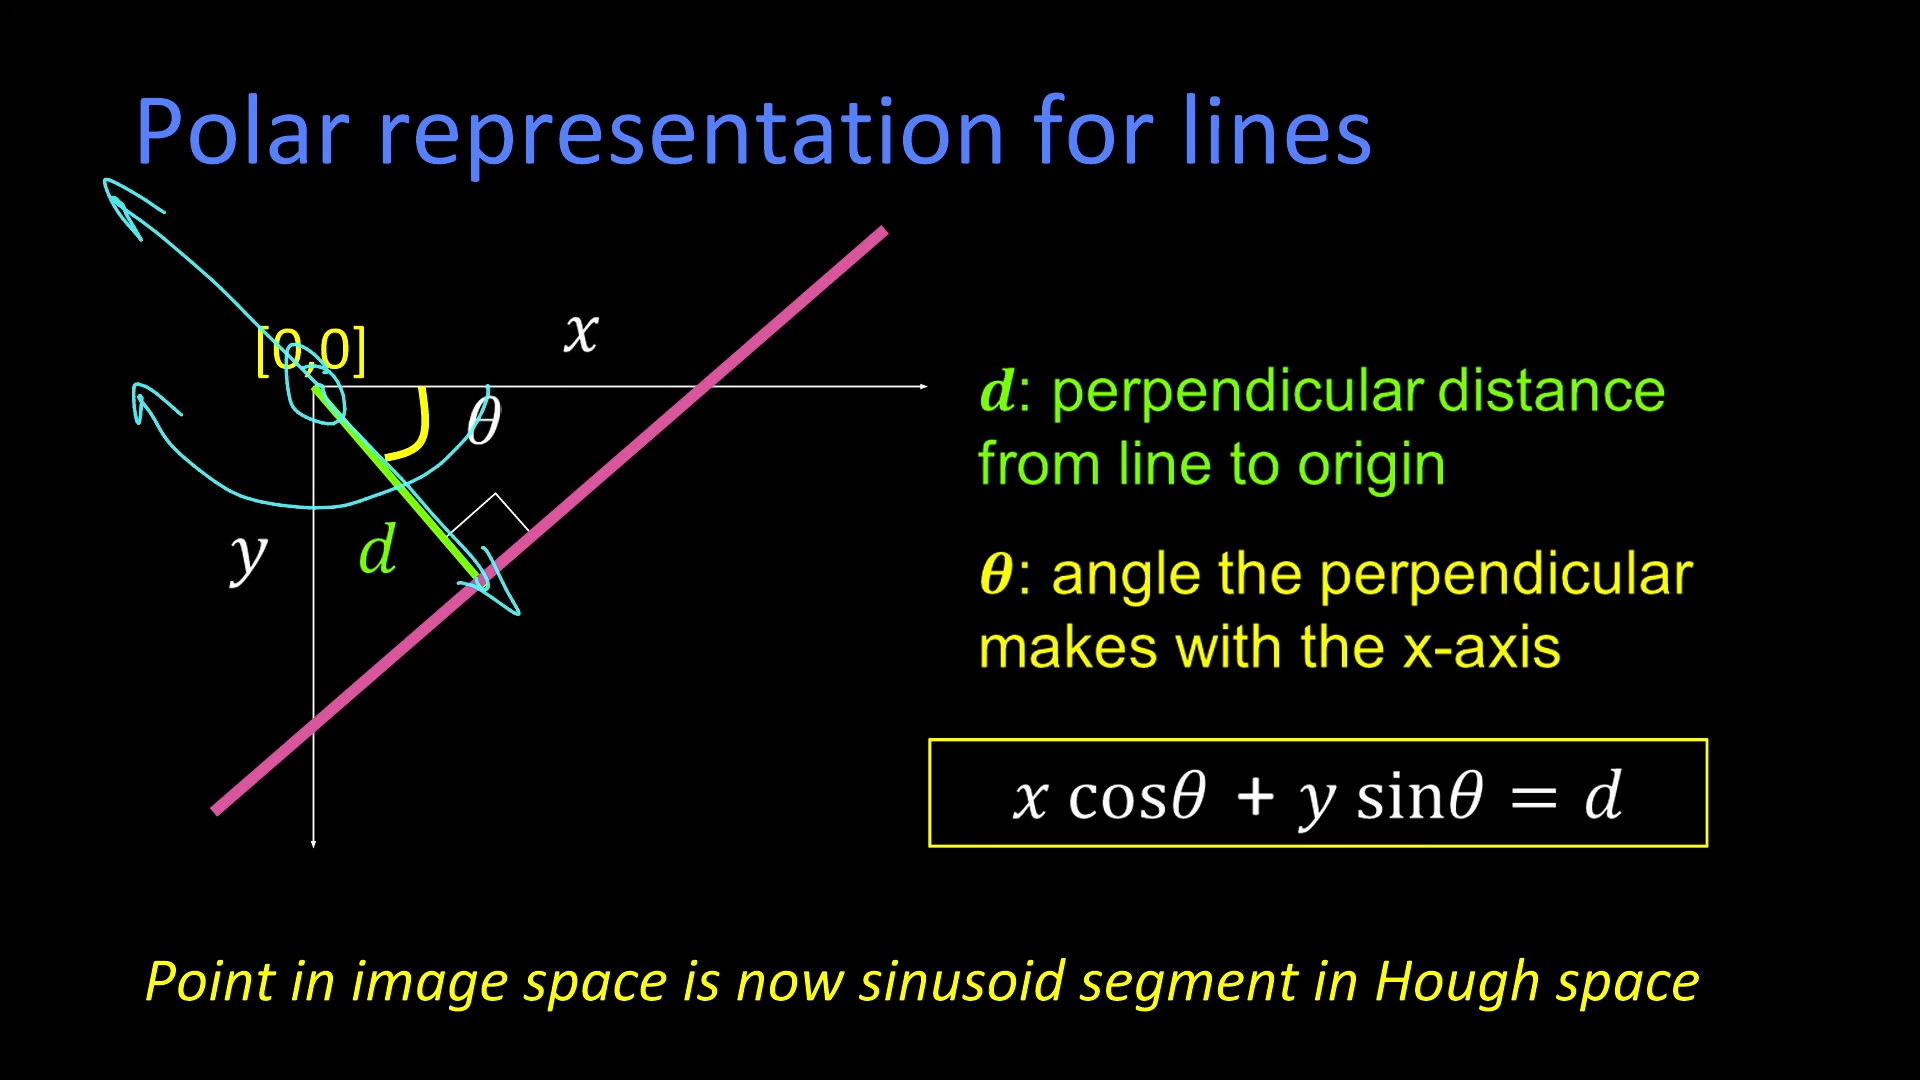 Polar representation for lines
[0,0]
x
θ
y
d
d: perpendicular distance
from line to origin
θ: angle the perpendicular
makes with the x-axis
x cosθ + y sinθ = d
Point in image space is now sinusoid segment in Hough space